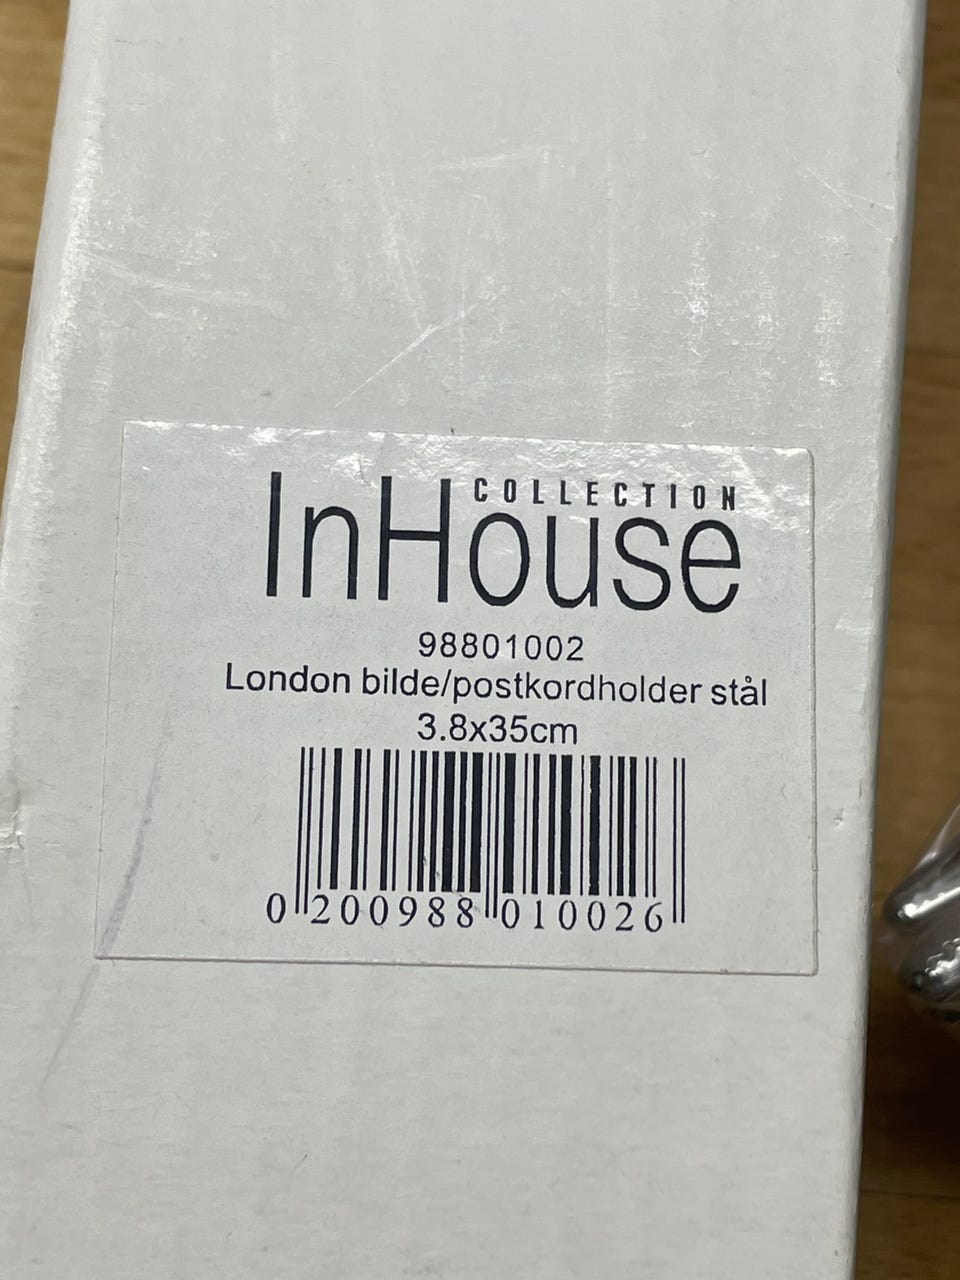 COLLECTION
InHouse
98801002
London bilde/postkordholder stål
3.8x35cm
0 200988 010026